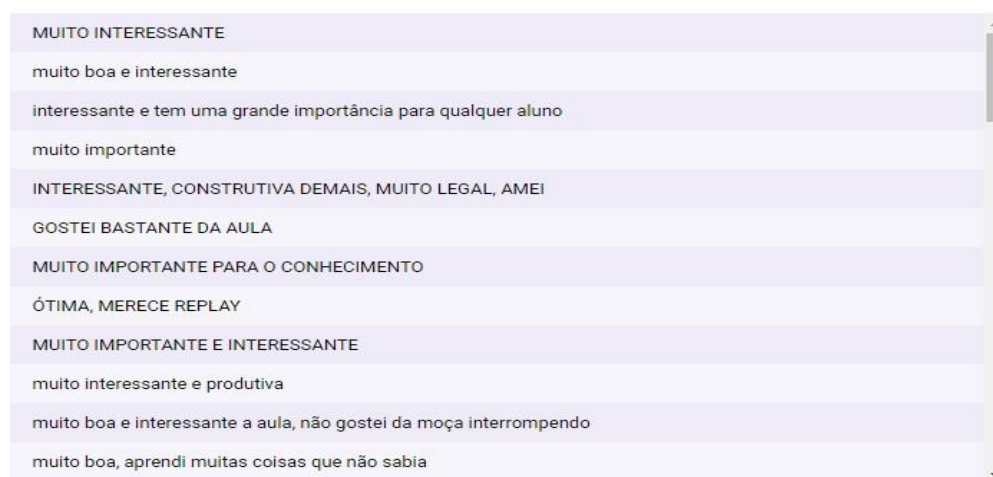 MUITO INTERESSANTE
muito boa e interessante
interessante e tem uma grande importância para qualquer aluno
muito importante
INTERESSANTE, CONSTRUTIVA DEMAIS, MUITO LEGAL, AMEI
GOSTEI BASTANTE DA AULA
MUITO IMPORTANTE PARA O CONHECIMENTO
ÓTIMA, MERECE REPLAY
MUITO IMPORTANTE E INTERESSANTE
muito interessante e produtiva
muito boa e interessante a aula, não gostei da moça interrompendo
muito boa, aprendi muitas coisas que não sabia